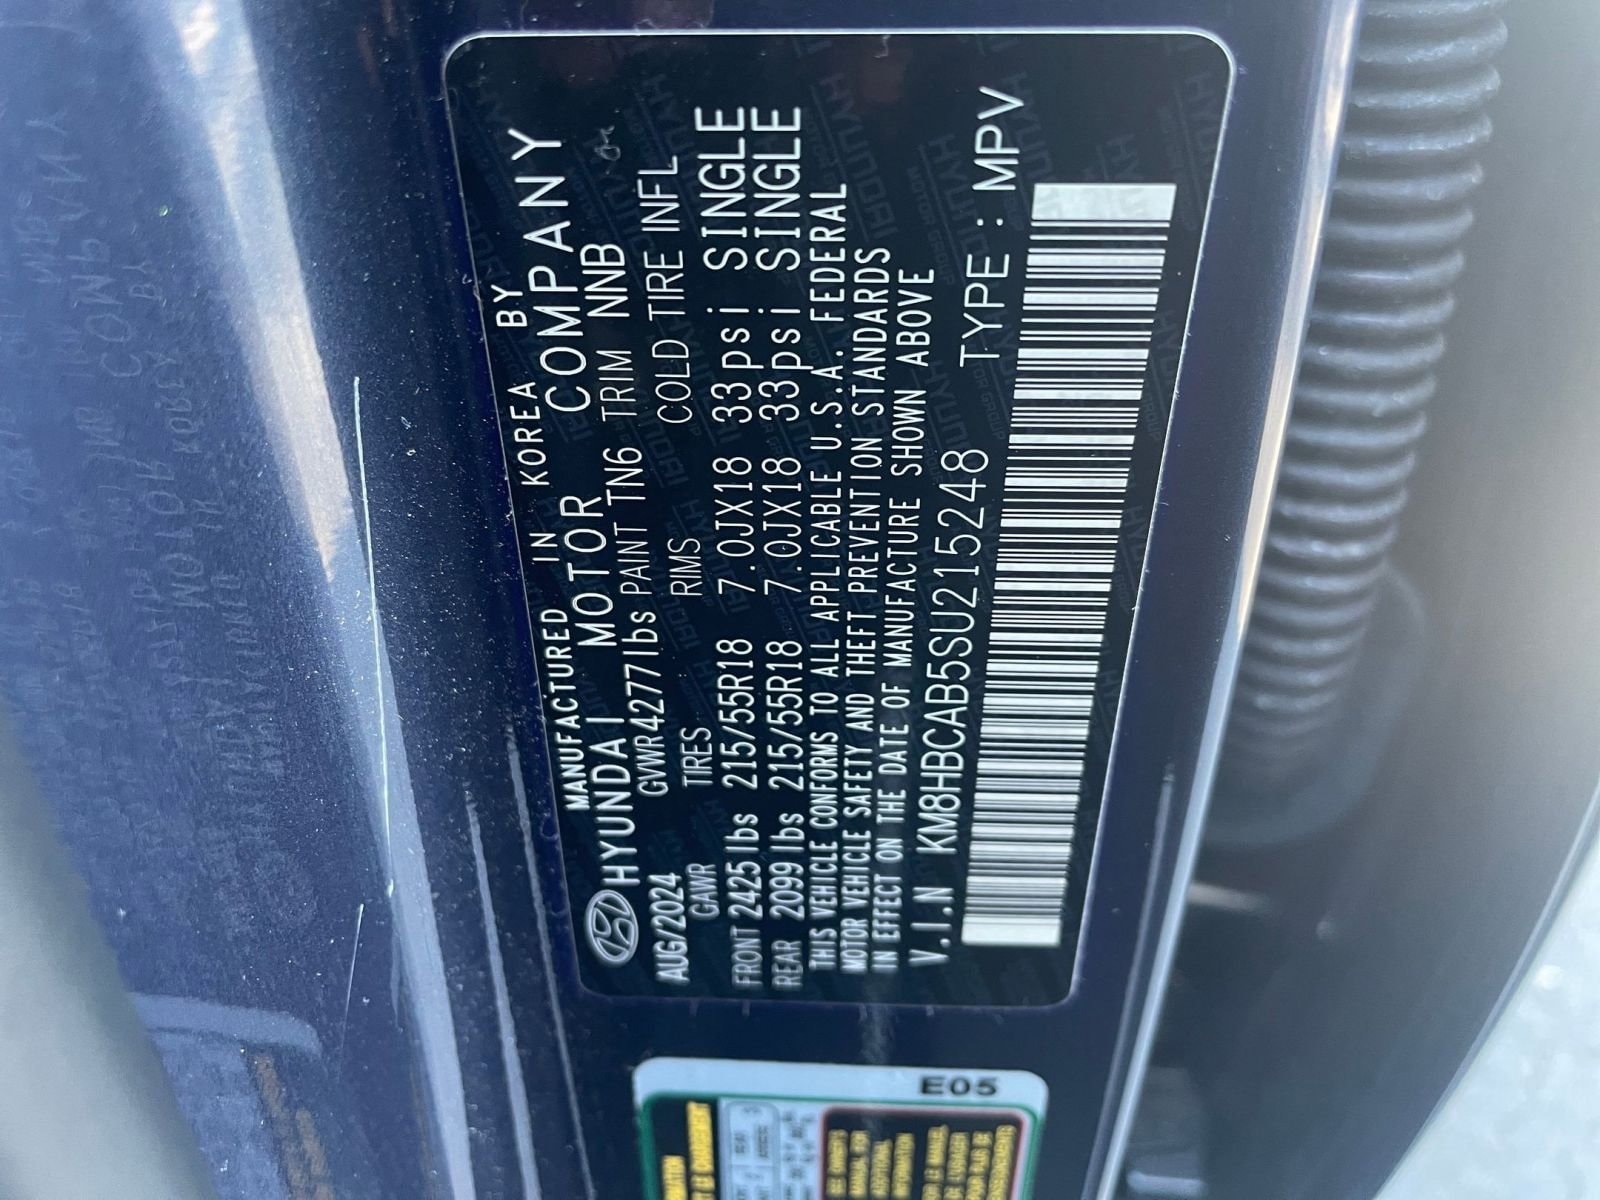 MANUFACTURED IN KOREA BY
HYUNDAI MOTOR COMPANY
AUG/2024 GVWR4277lbs PAINT TN6 TRIM NNB
GAWR TIRES RIMS COLD TIRE INFL
FRONT 2425lbs 215/55R18 7.0JX18 33psi SINGLE
REAR 2099lbs 215/55R18 7.0JX18 33psi SINGLE
THIS VEHICLE CONFORMS TO ALL APPLICABLE U.S.A. FEDERAL
MOTOR VEHICLE SAFETY AND THEFT PREVENTION STANDARDS
IN EFFECT ON THE DATE OF MANUFACTURE SHOWN ABOVE
V.I.N KM8HBCAB5SU215248 TYPE : MPV
E05